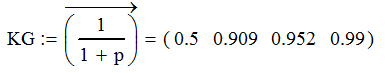 KG := (1 / (1 + p)) = ( 0.5 0.909 0.952 0.99 )